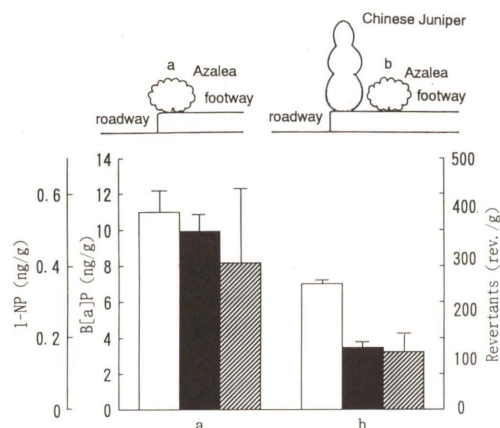 Chinese Juniper
a
Azalea
footway
roadway
b
Azalea
footway
roadway
1-NP (ng/g)
0.6
0.4
0.2
0
B[a]P (ng/g)
14
12
10
8
6
4
2
0
500
400
300
200
100
0
Revertants (rev./g)
a
b